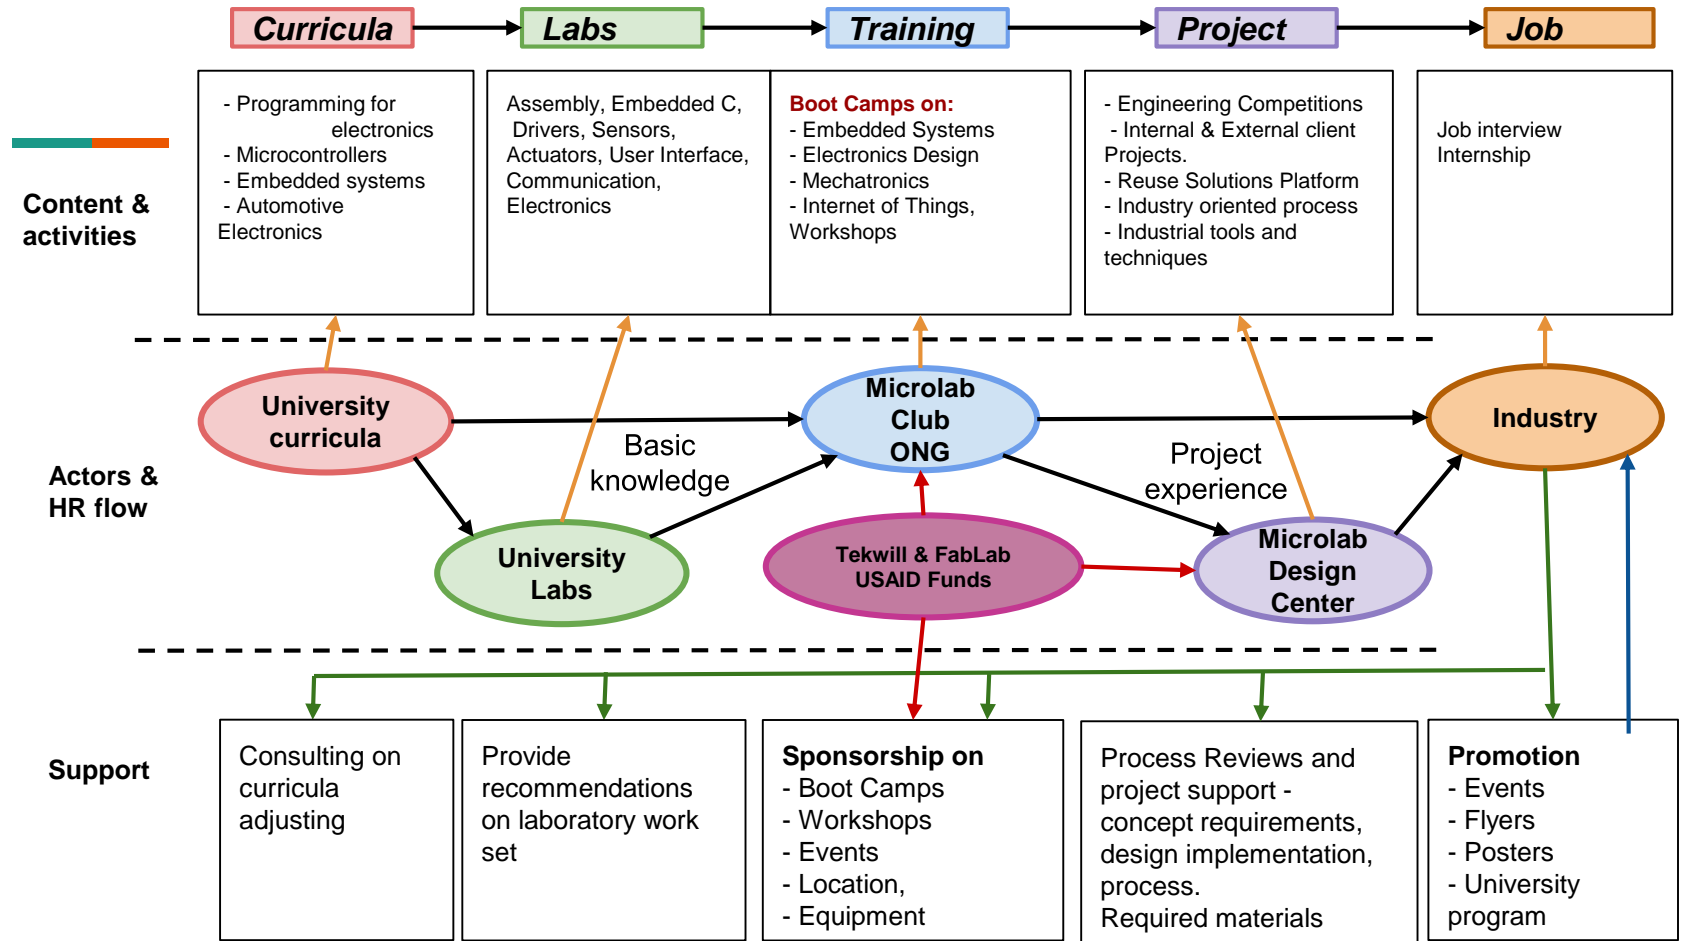 Curricula
Labs
Training
Project
Job
Content &
activities
- Programming for
electronics
- Microcontrollers
- Embedded systems
- Automotive
Electronics
Assembly, Embedded C,
Drivers, Sensors,
Actuators, User Interface,
Communication,
Electronics
Boot Camps on:
- Embedded Systems
- Electronics Design
- Mechatronics
- Internet of Things,
Workshops
- Engineering Competitions
- Internal & External client
Projects.
- Reuse Solutions Platform
- Industry oriented process
- Industrial tools and
techniques
Job interview
Internship
Actors &
HR flow
University
curricula
Basic
knowledge
University
Labs
Microlab
Club
ONG
Tekwill & FabLab
USAID Funds
Project
experience
Microlab
Design
Center
Industry
Support
Consulting on
curricula
adjusting
Provide
recommendations
on laboratory work
set
Sponsorship on
- Boot Camps
- Workshops
- Events
- Location,
- Equipment
Process Reviews and
project support -
concept requirements,
design implementation,
process.
Required materials
Promotion
- Events
- Flyers
- Posters
- University
program